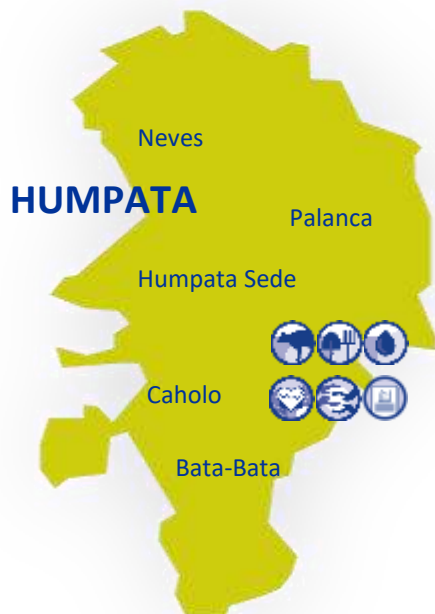 Neves
HUMPATA
Palanca
Humpata Sede
Caholo
Bata-Bata